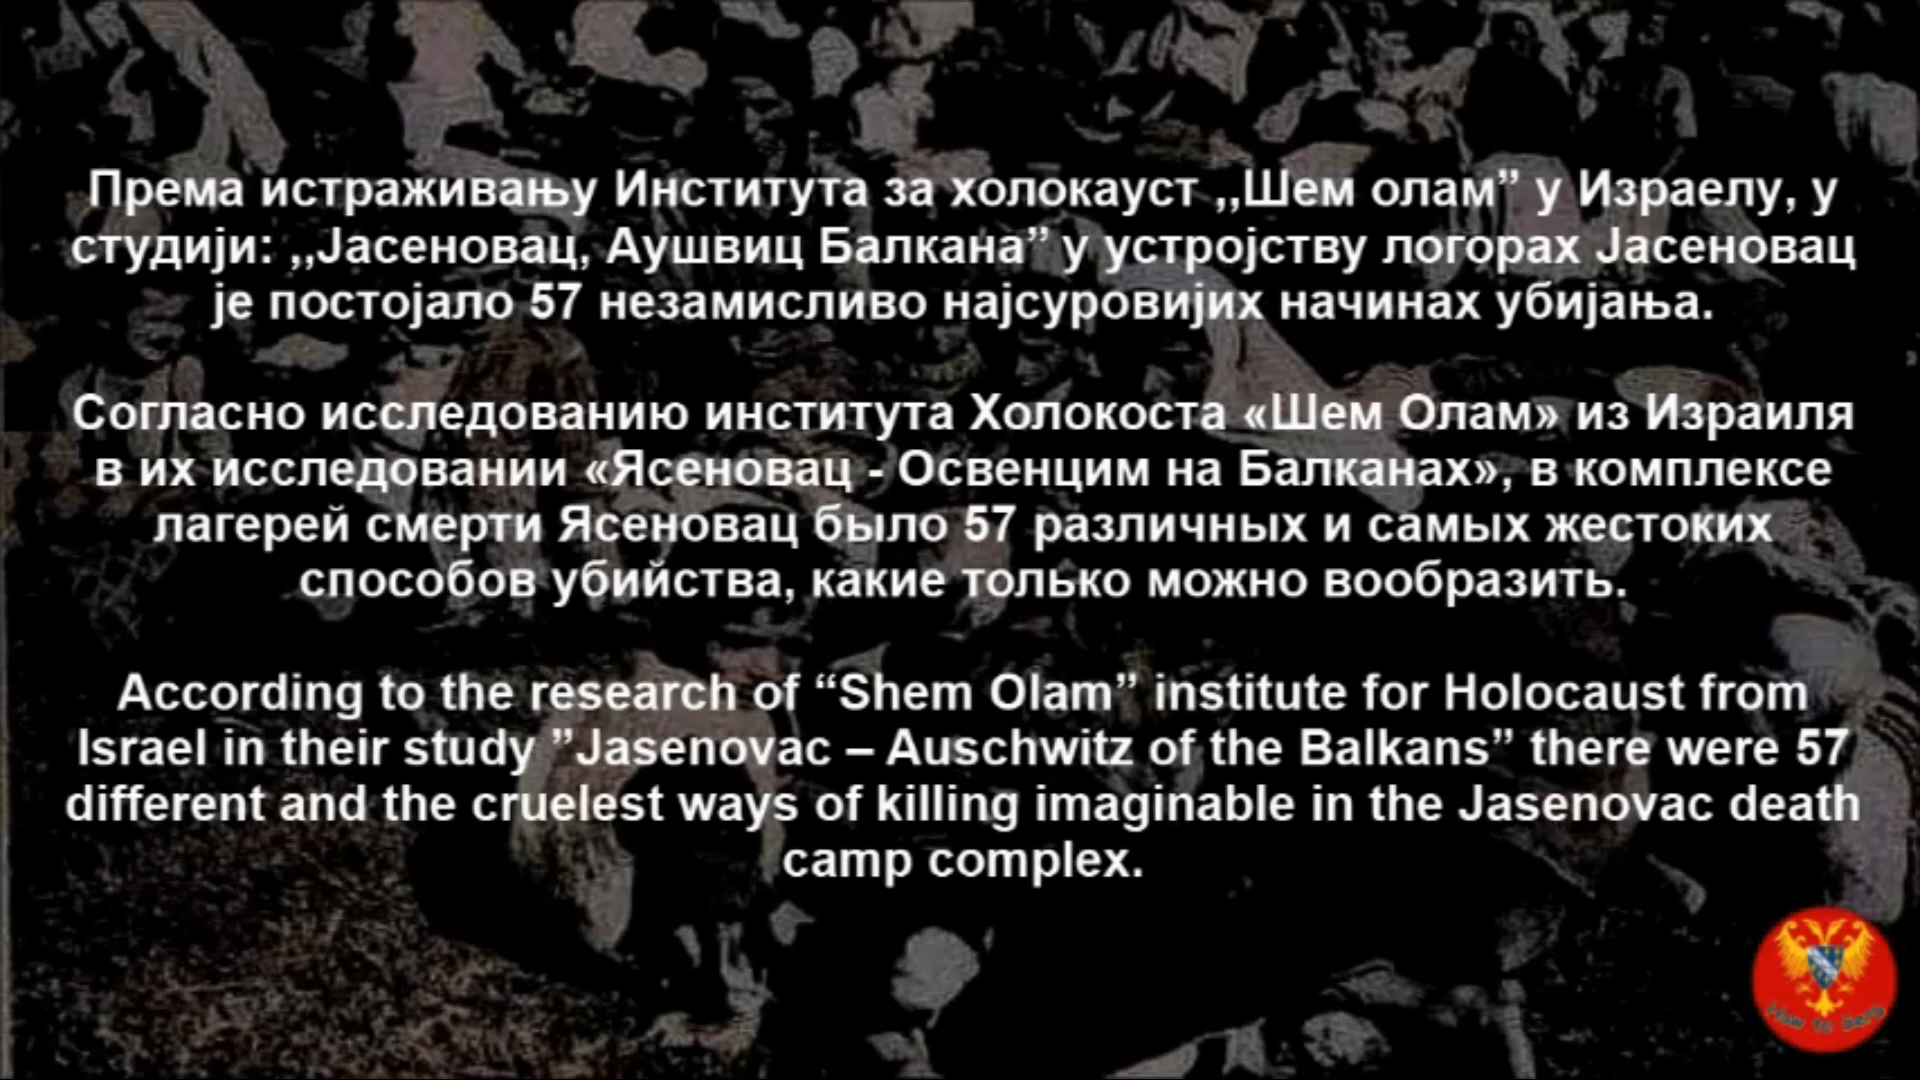 Према истраживању Института за холокауст ,,Шем олам” у Израелу, у
студији: ,,Јасеновац, Аушвиц Балкана” у устројству логорах Јасеновац
је постојало 57 незамисливо најсуровијих начинах убијања.
Согласно исследованию института Холокоста «Шем Олам» из Израиля
в их исследовании «Ясеновац - Освенцим на Балканах», в комплексе
лагерей смерти Ясеновац было 57 различных и самых жестоких
способов убийства, какие только можно вообразить.
According to the research of “Shem Olam” institute for Holocaust from
Israel in their study ”Jasenovac – Auschwitz of the Balkans” there were 57
different and the cruelest ways of killing imaginable in the Jasenovac death
camp complex.
How to Serb